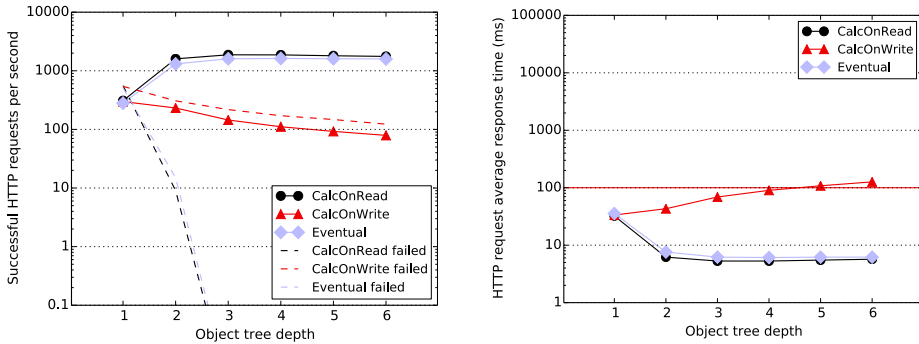 Successful HTTP requests per second
10000
1000
100
10
1
0.1
1 2 3 4 5 6
Object tree depth
CalcOnRead
CalcOnWrite
Eventual
CalcOnRead failed
CalcOnWrite failed
Eventual failed
HTTP request average response time (ms)
100000
10000
1000
100
10
1
1 2 3 4 5 6
Object tree depth
CalcOnRead
CalcOnWrite
Eventual